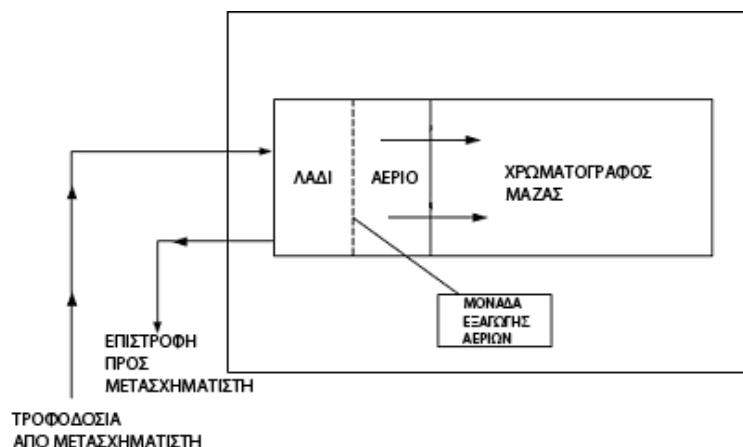 ΛΑΔΙ
ΑΕΡΙΟ
ΧΡΩΜΑΤΟΓΡΑΦΟΣ
ΜΑΖΑΣ
ΜΟΝΑΔΑ
ΕΞΑΓΩΓΗΣ
ΑΕΡΙΩΝ
ΕΠΙΣΤΡΟΦΗ
ΠΡΟΣ
ΜΕΤΑΣΧΗΜΑΤΙΣΤΗ
ΤΡΟΦΟΔΟΣΙΑ
ΑΠΟ ΜΕΤΑΣΧΗΜΑΤΙΣΤΗ